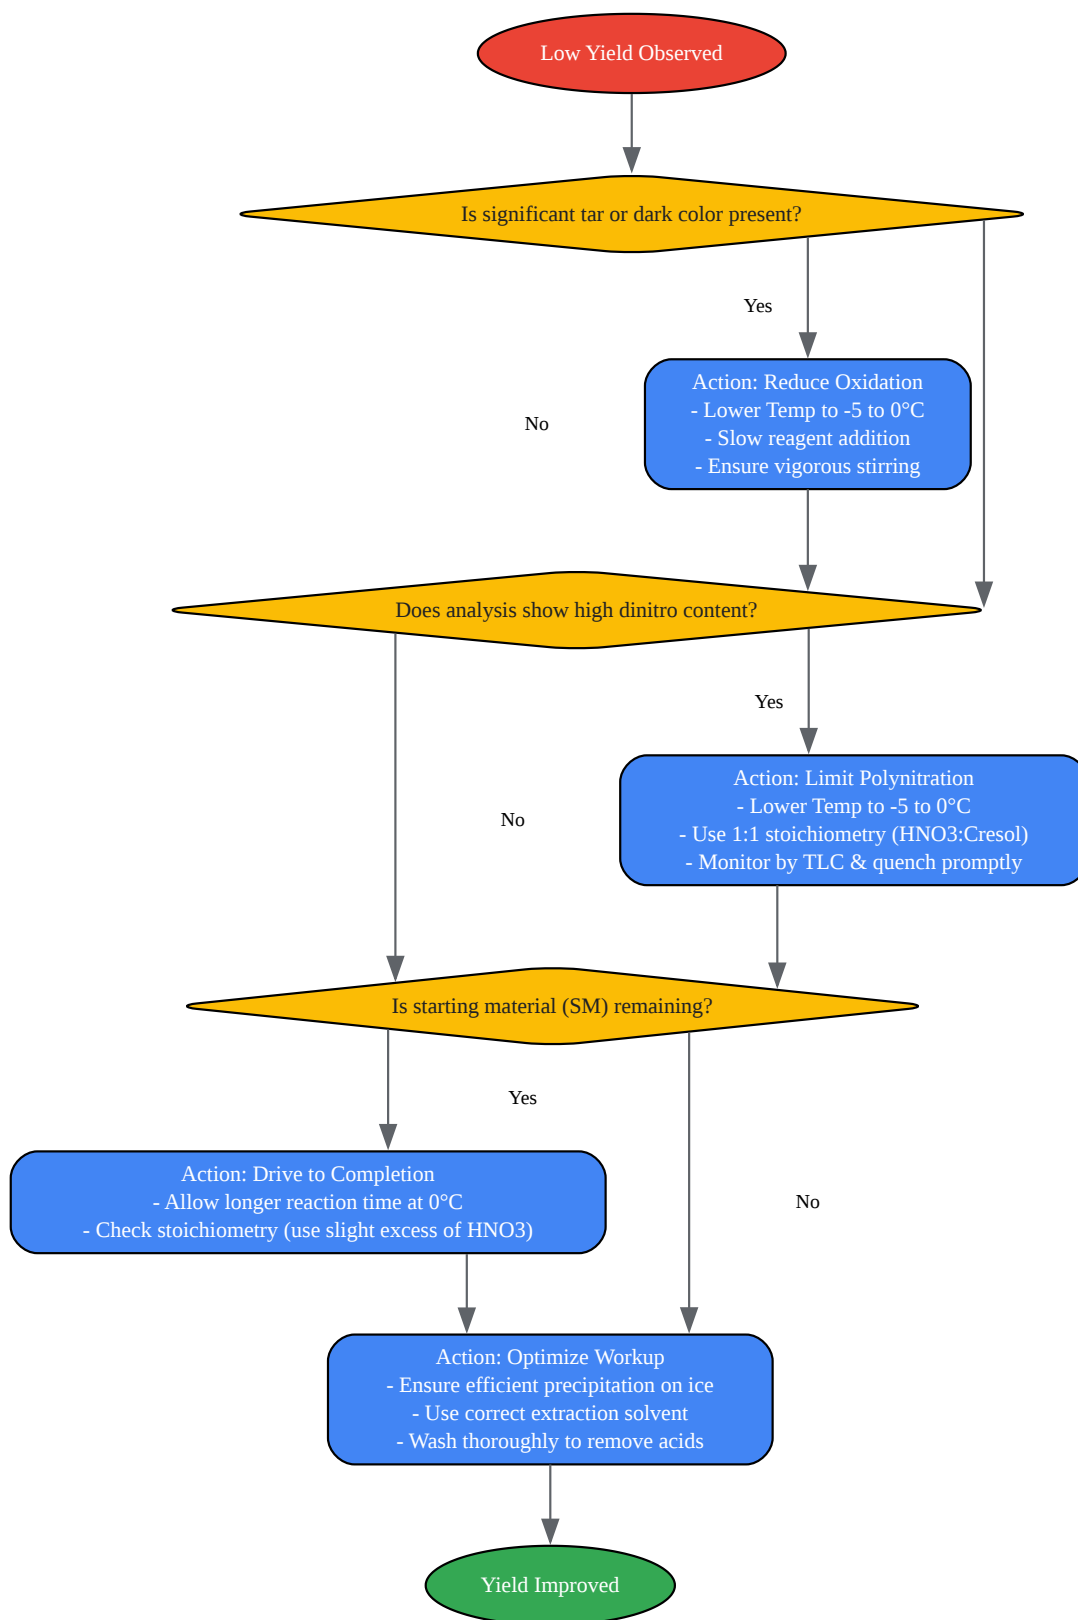 Low Yield Observed
Is significant tar or dark color present?
Yes
Action: Reduce Oxidation
- Lower Temp to -5 to 0°C
- Slow reagent addition
- Ensure vigorous stirring
No
Does analysis show high dinitro content?
Yes
Action: Limit Polynitration
- Lower Temp to -5 to 0°C
- Use 1:1 stoichiometry (HNO3:Cresol)
- Monitor by TLC & quench promptly
No
Is starting material (SM) remaining?
Yes
Action: Drive to Completion
- Allow longer reaction time at 0°C
- Check stoichiometry (use slight excess of HNO3)
No
Action: Optimize Workup
- Ensure efficient precipitation on ice
- Use correct extraction solvent
- Wash thoroughly to remove acids
Yield Improved